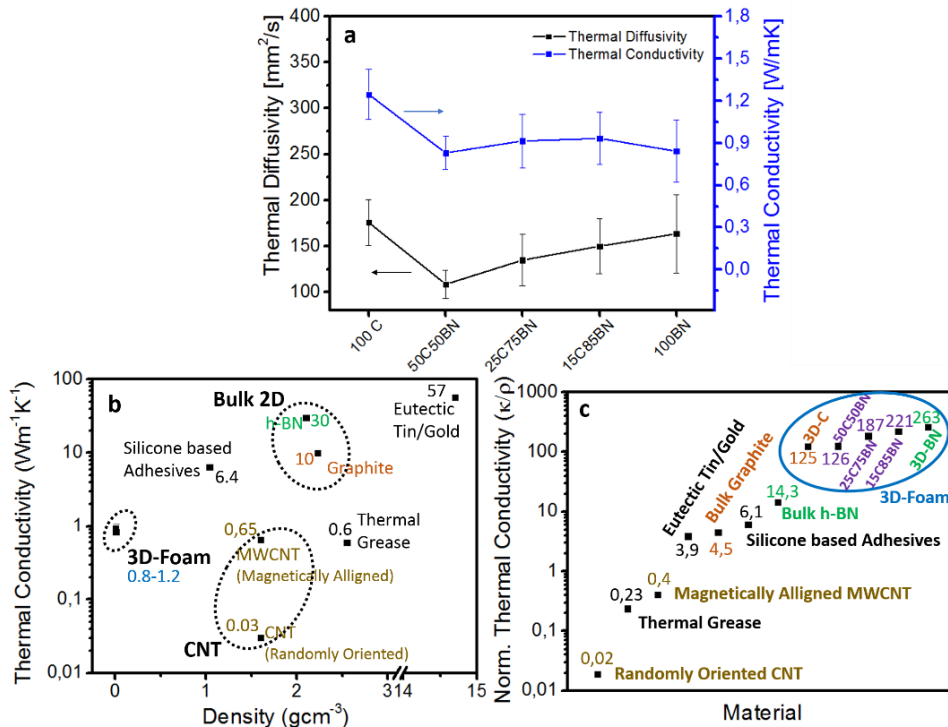 a
Thermal Diffusivity
Thermal Conductivity
Thermal Diffusivity [mm²/s]
400
350
300
250
200
150
100
Thermal Conductivity [W/mK]
1,8
1,5
1,2
0,9
0,6
0,3
0,0
100 C
50C50BN
25C75BN
15C85BN
100BN
b
Thermal Conductivity (Wm⁻¹K⁻¹)
100
10
1
0,1
0,01
Bulk 2D
h-BN 30
10
Graphite
57
Eutectic
Tin/Gold
Silicone based
Adhesives
6.4
0.6 Thermal
Grease
0,65
MWCNT
(Magnetically Alligned)
3D-Foam
0.8-1.2
0.03
CNT
(Randomly Oriented)
CNT
0 1 2 3 14 15
Density (gcm⁻³)
c
Norm. Thermal Conductivity (κ/ρ)
1000
100
10
1
0,1
0,01
3D-C
125
50C50BN
126
25C75BN
187
15C85BN
221
3D-BN
263
3D-Foam
Eutectic Tin/Gold
3,9
Bulk Graphite
4,5
14,3
Bulk h-BN
6,1
Silicone based Adhesives
0,4
Magnetically Alligned MWCNT
0,23
Thermal Grease
0,02
Randomly Oriented CNT
Material